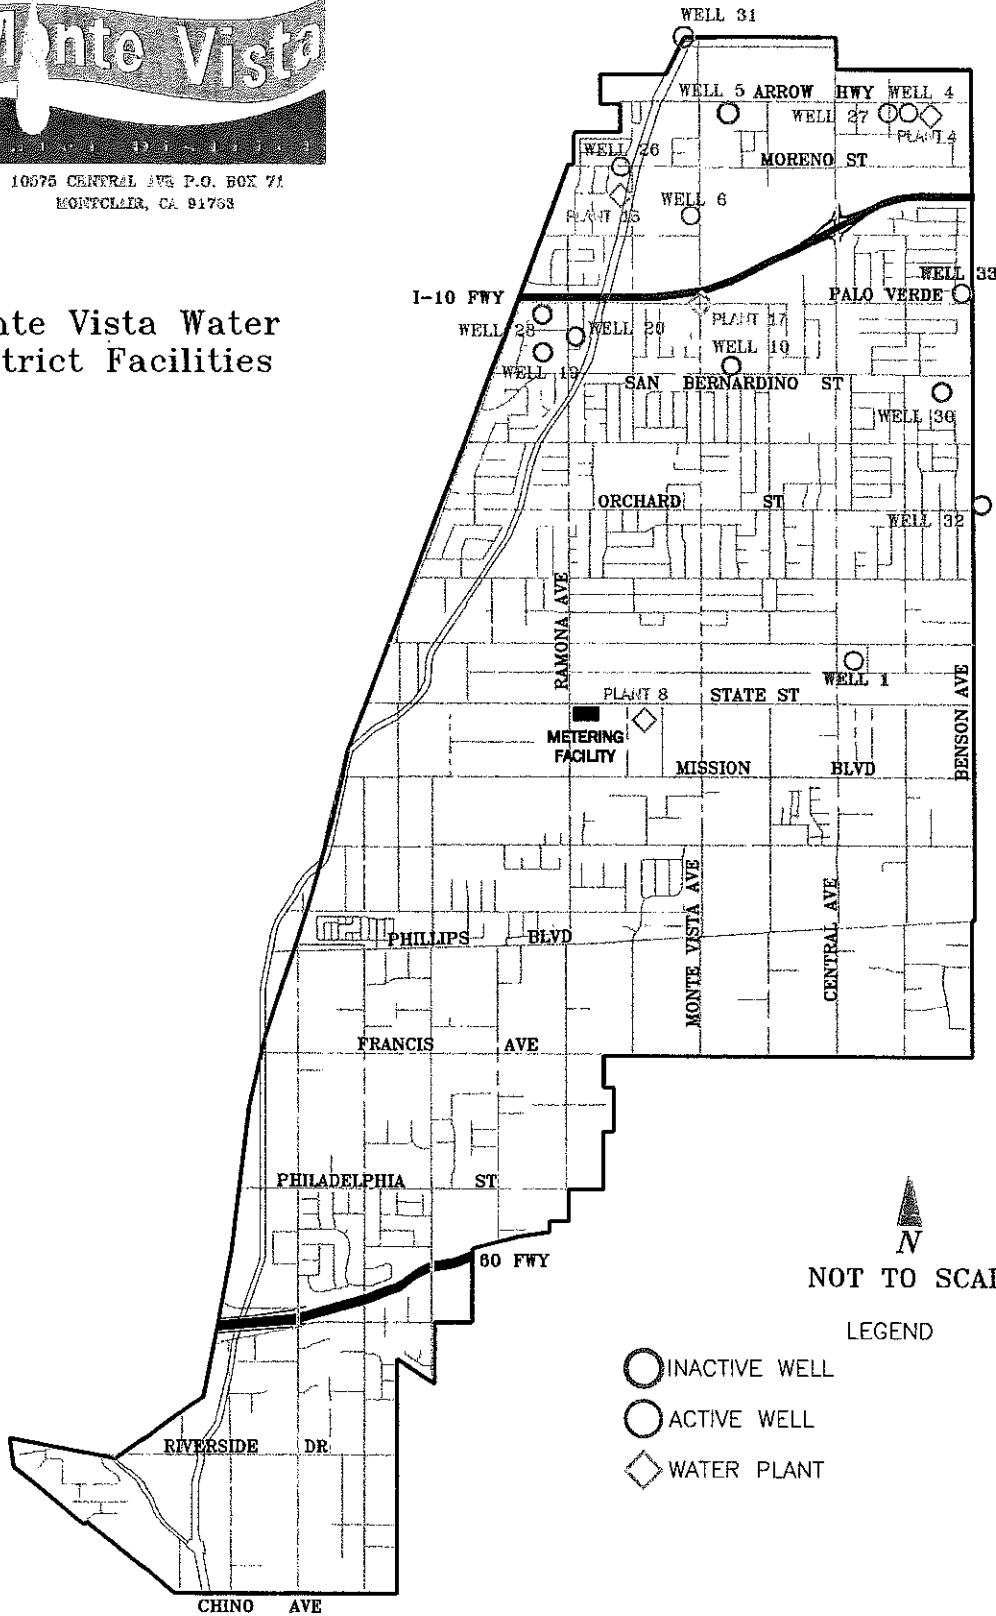 Monte Vista
10575 CENTRAL AVE P.O. BOX 71
MONTCLAIR, CA 91763
nte Vista Water
trict Facilities
WELL 31
WELL 5
ARROW HWY
WELL 4
WELL 27
PLANT 4
WELL 26
MORENO ST
WELL 6
PLANT
WELL 33
I-10 FWY
PALO VERDE
WELL 28
WELL 20
PLANT 17
WELL 19
WELL 10
SAN BERNARDINO ST
WELL 30
ORCHARD ST
WELL 32
RAMONA AVE
WELL 1
PLANT 8
STATE ST
BENSON AVE
METERING
FACILITY
MISSION BLVD
MONTE VISTA AVE
CENTRAL AVE
PHILLIPS BLVD
FRANCIS AVE
PHILADELPHIA ST
60 FWY
N
NOT TO SCAL
LEGEND
INACTIVE WELL
ACTIVE WELL
WATER PLANT
RIVERSIDE DR
CHINO AVE